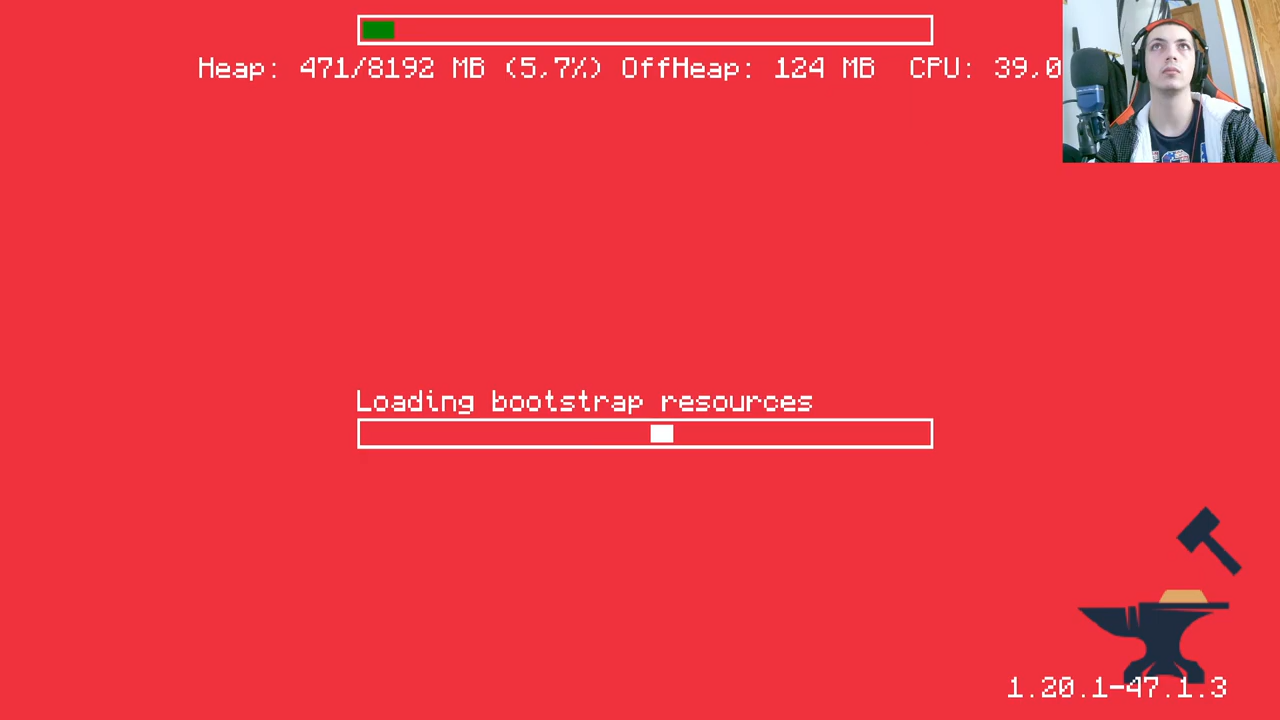 Heap: 471/8192 MB (5,7%) OffHeap: 124 MB CPU: 39,0
Loading bootstrap resources
1.20.1-47.1.3